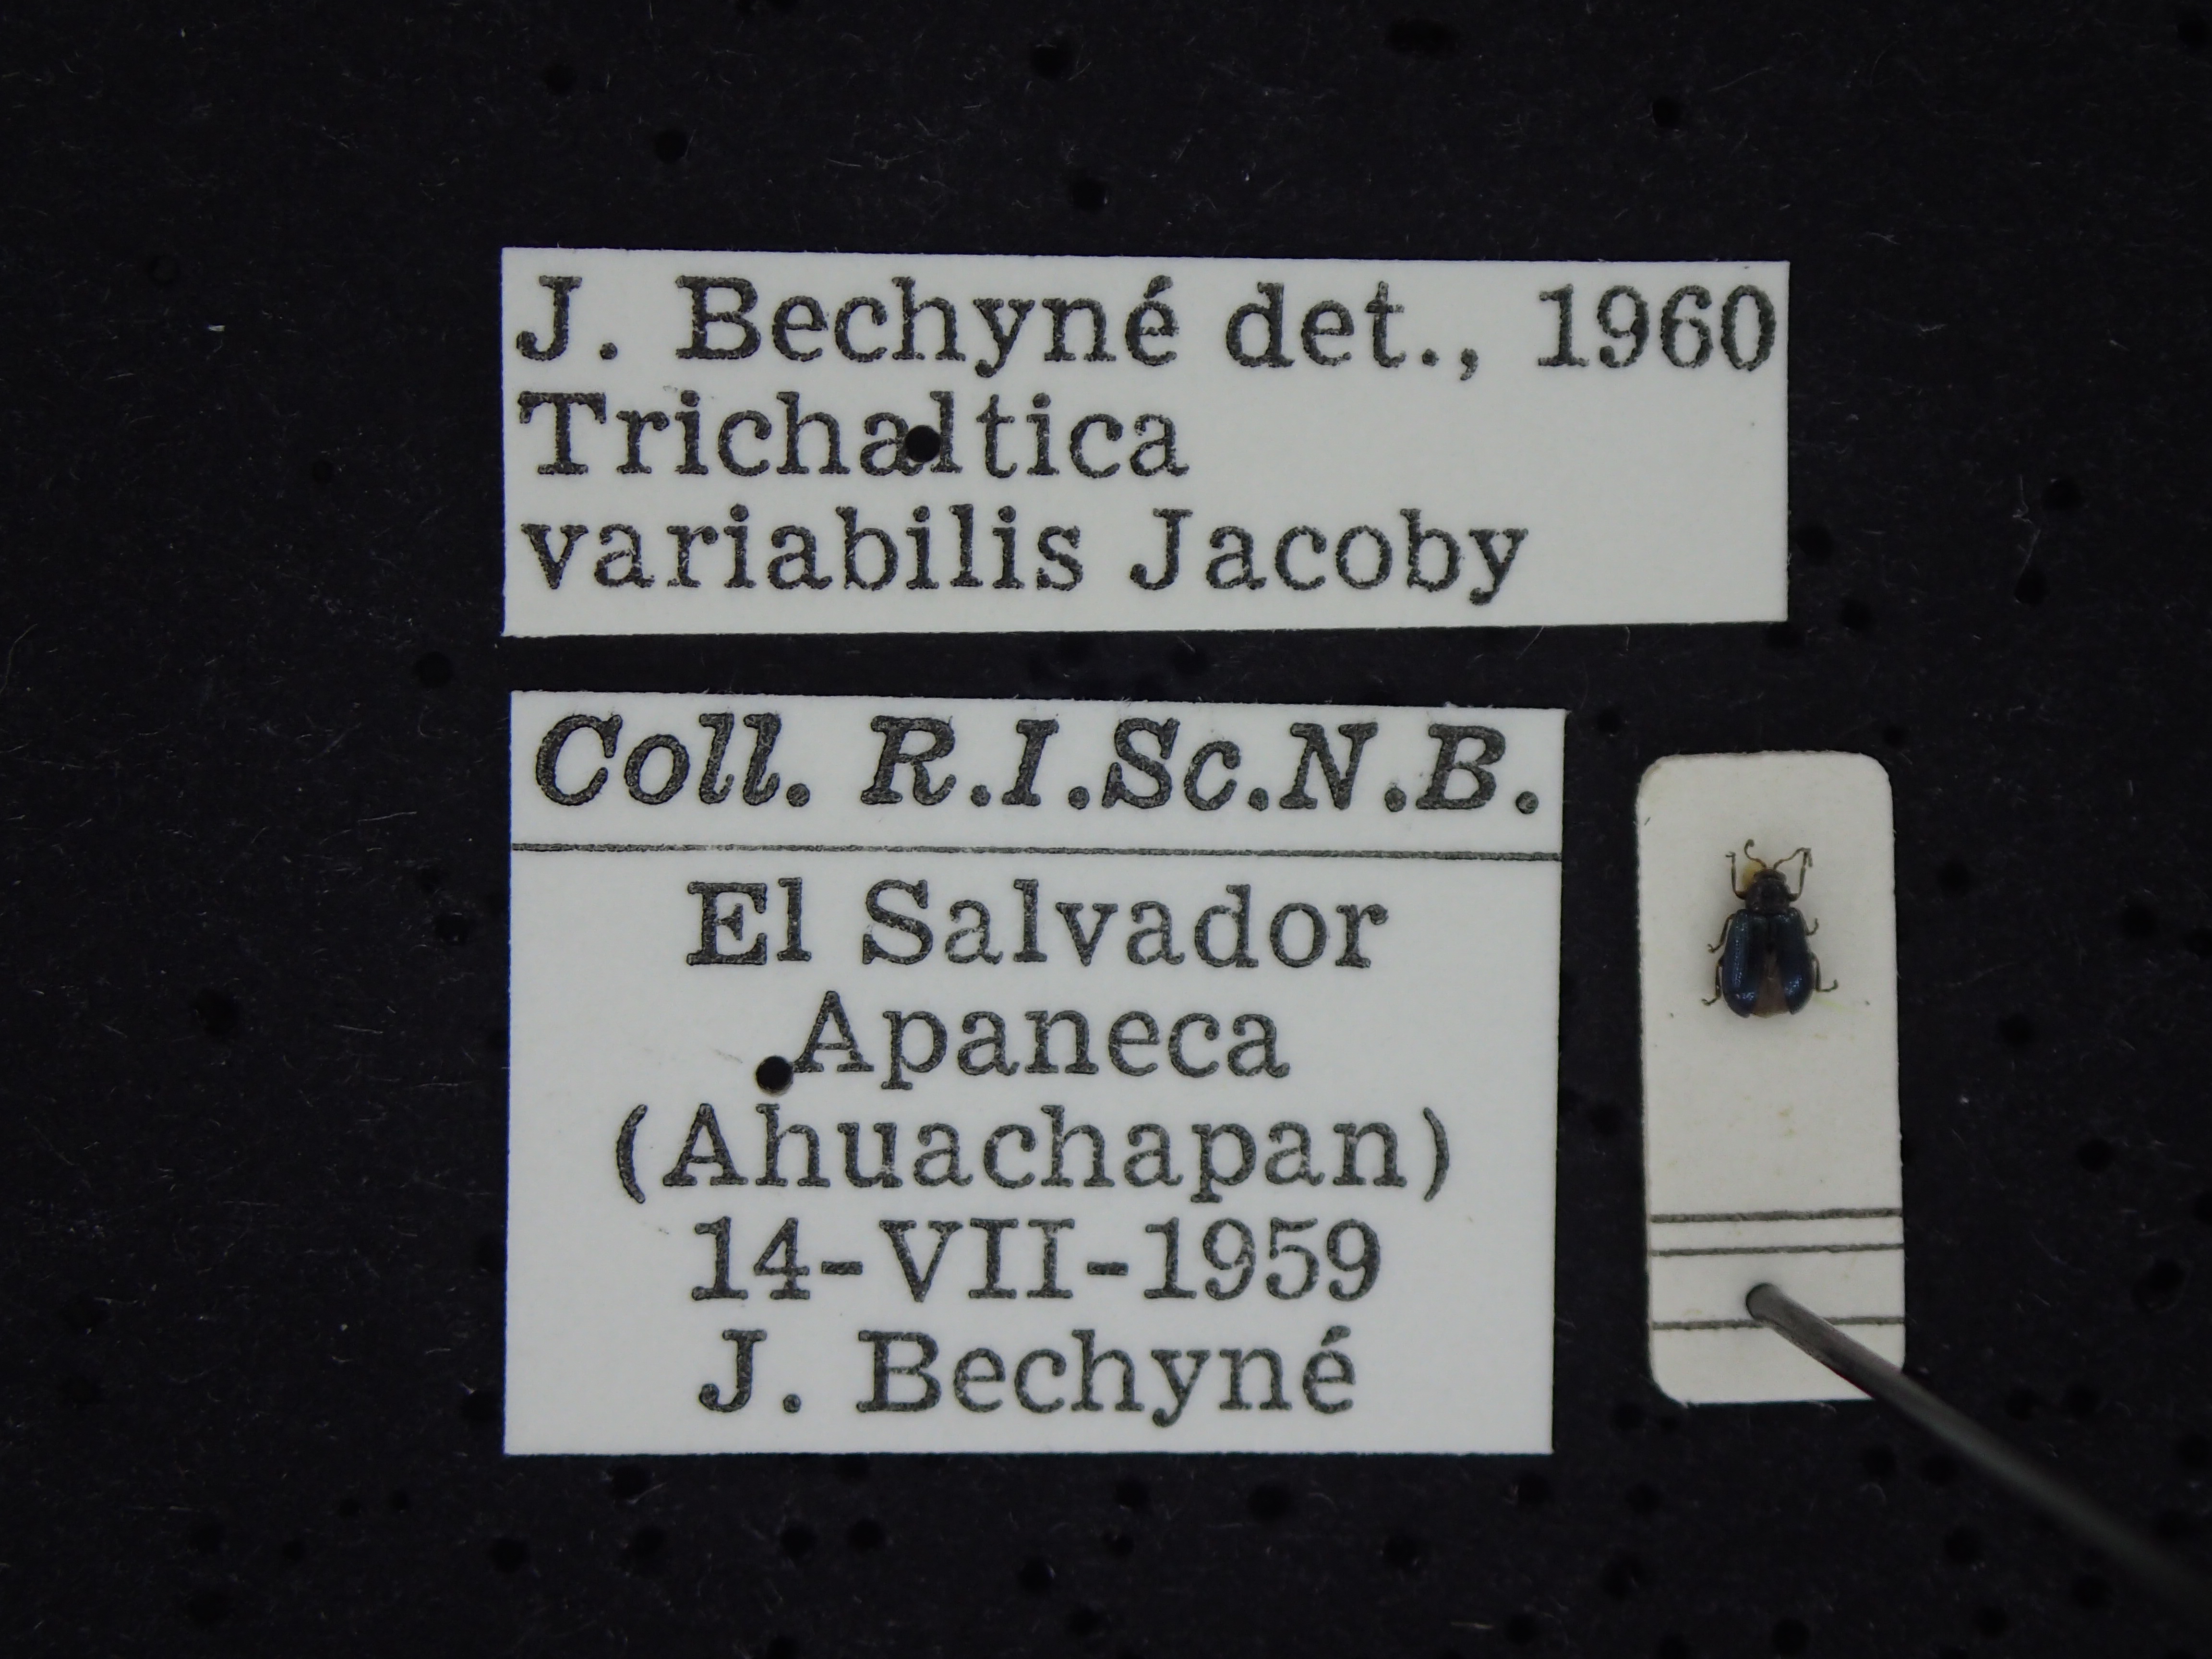 J. Bechyné det., 1960
Trichaltica
variabilis Jacoby
Coll. R.I.Sc.N.B.
El Salvador
Apaneca
(Ahuachapan)
14-VII-1959
J. Bechyné